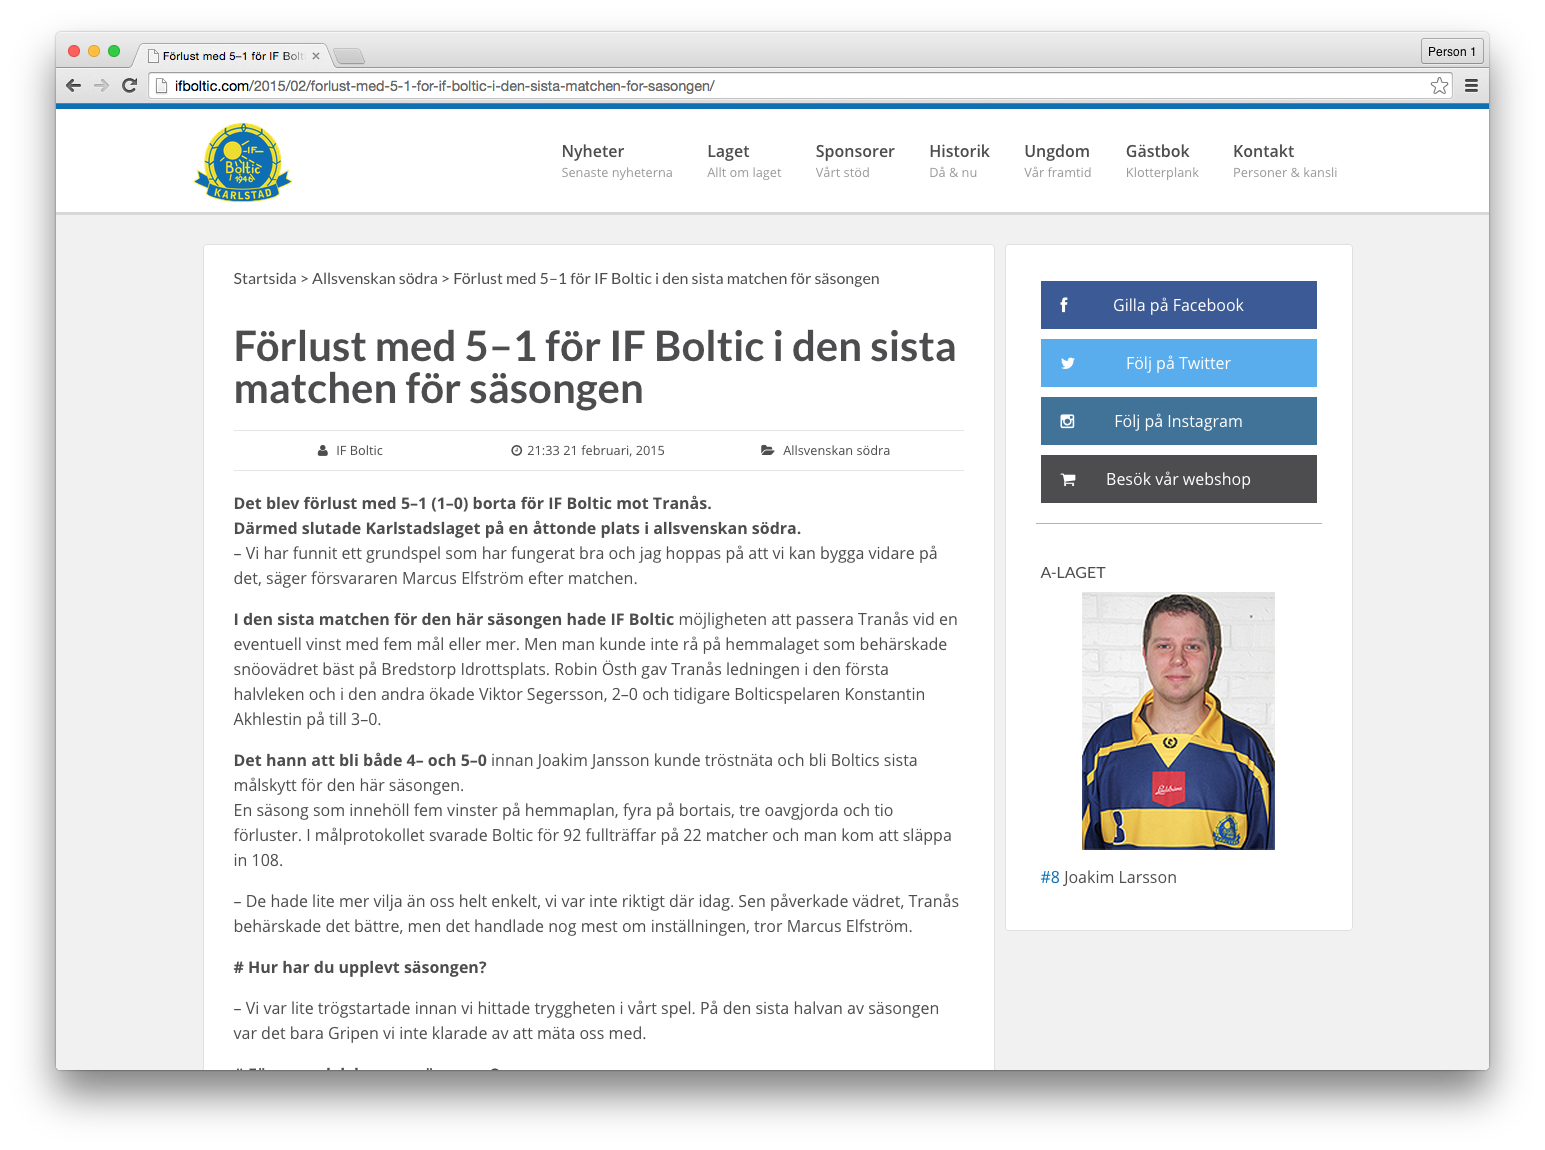 Förlust med 5–1 för IF Bolt
Person 1
ifboltic.com/2015/02/forlust-med-5-1-for-if-boltic-i-den-sista-matchen-for-sasongen/
IF
Boltic
1948
KARLSTAD
Nyheter
Senaste nyheterna
Laget
Allt om laget
Sponsorer
Vårt stöd
Historik
Då & nu
Ungdom
Vår framtid
Gästbok
Klotterplank
Kontakt
Personer & kansli
Startsida > Allsvenskan södra > Förlust med 5–1 för IF Boltic i den sista matchen för säsongen
Förlust med 5–1 för IF Boltic i den sista
matchen för säsongen
IF Boltic
21:33 21 februari, 2015
Allsvenskan södra
Det blev förlust med 5–1 (1–0) borta för IF Boltic mot Tranås.
Därmed slutade Karlstadslaget på en åttonde plats i allsvenskan södra.
– Vi har funnit ett grundspel som har fungerat bra och jag hoppas på att vi kan bygga vidare på
det, säger försvararen Marcus Elfström efter matchen.
I den sista matchen för den här säsongen hade IF Boltic möjligheten att passera Tranås vid en
eventuell vinst med fem mål eller mer. Men man kunde inte rå på hemmalaget som behärskade
snöovädret bäst på Bredstorp Idrottsplats. Robin Östh gav Tranås ledningen i den första
halvleken och i den andra ökade Viktor Segersson, 2–0 och tidigare Bolticspelaren Konstantin
Akhlestin på till 3–0.
Det hann att bli både 4– och 5–0 innan Joakim Jansson kunde tröstnäta och bli Boltics sista
målskytt för den här säsongen.
En säsong som innehöll fem vinster på hemmaplan, fyra på bortais, tre oavgjorda och tio
förluster. I målprotokollet svarade Boltic för 92 fullträffar på 22 matcher och man kom att släppa
in 108.
– De hade lite mer vilja än oss helt enkelt, vi var inte riktigt där idag. Sen påverkade vädret, Tranås
behärskade det bättre, men det handlade nog mest om inställningen, tror Marcus Elfström.
# Hur har du upplevt säsongen?
– Vi var lite trögstartade innan vi hittade tryggheten i vårt spel. På den sista halvan av säsongen
var det bara Gripen vi inte klarade av att mäta oss med.
Gilla på Facebook
Följ på Twitter
Följ på Instagram
Besök vår webshop
A-LAGET
#8 Joakim Larsson